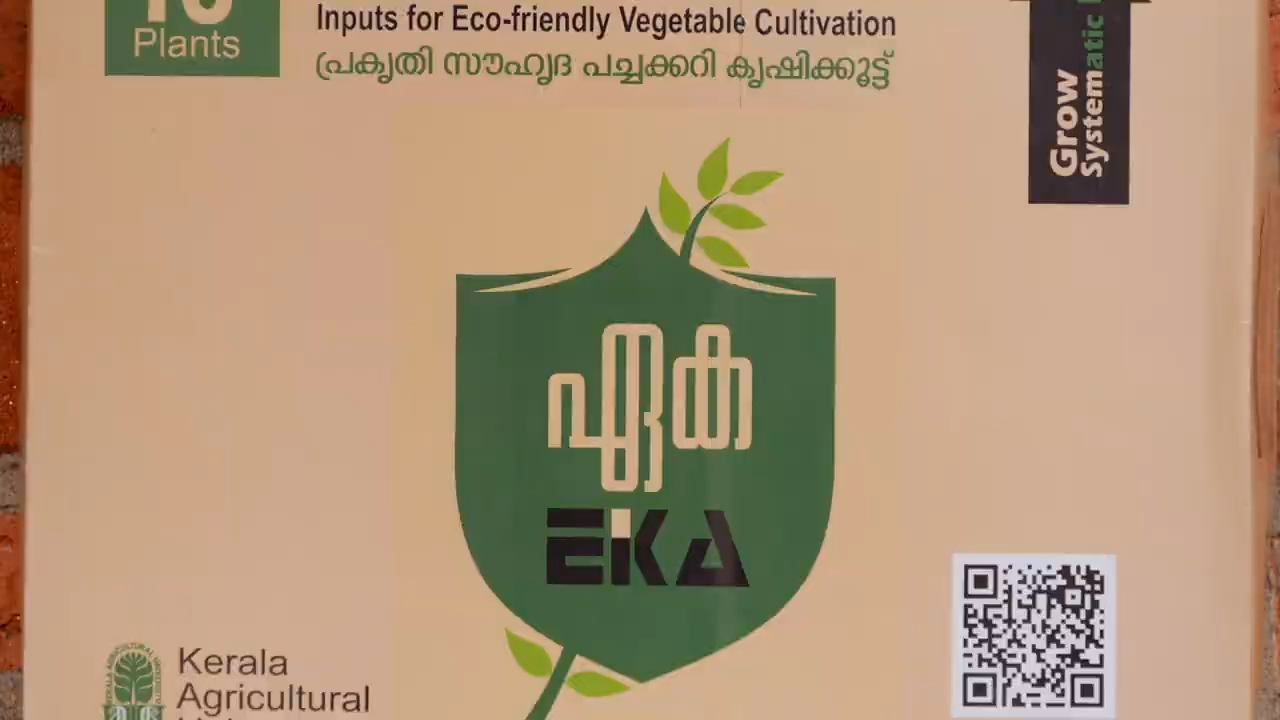 Plants
Inputs for Eco-friendly Vegetable Cultivation
പ്രകൃതി സൗഹൃദ പച്ചക്കറി കൃഷിക്കൂട്ട്
Grow
Systematic
ഏക
EKA
Kerala
Agricultural